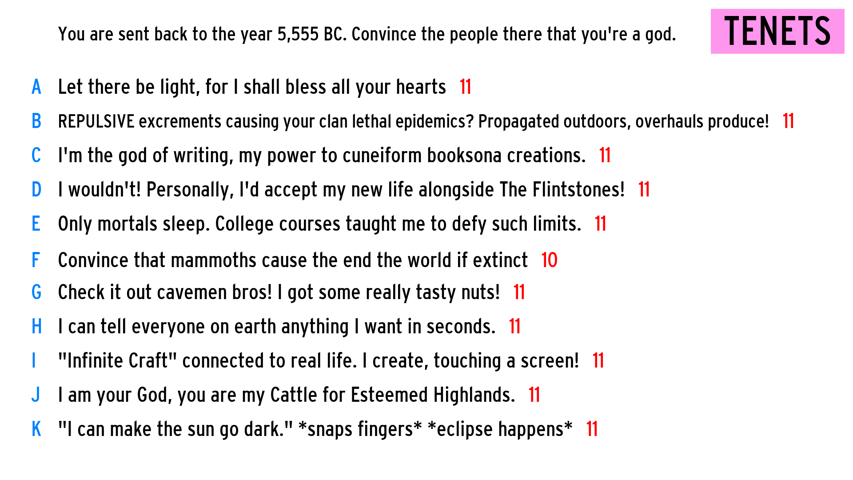 You are sent back to the year 5,555 BC. Convince the people there that you're a god. TENETS
A Let there be light, for I shall bless all your hearts 11
B REPULSIVE excrements causing your clan lethal epidemics? Propagated outdoors, overhauls produce! 11
C I'm the god of writing, my power to cuneiform booksona creations. 11
D I wouldn't! Personally, I'd accept my new life alongside The Flintstones! 11
E Only mortals sleep. College courses taught me to defy such limits. 11
F Convince that mammoths cause the end the world if extinct 10
G Check it out cavemen bros! I got some really tasty nuts! 11
H I can tell everyone on earth anything I want in seconds. 11
I "Infinite Craft" connected to real life. I create, touching a screen! 11
J I am your God, you are my Cattle for Esteemed Highlands. 11
K "I can make the sun go dark." *snaps fingers* *eclipse happens* 11